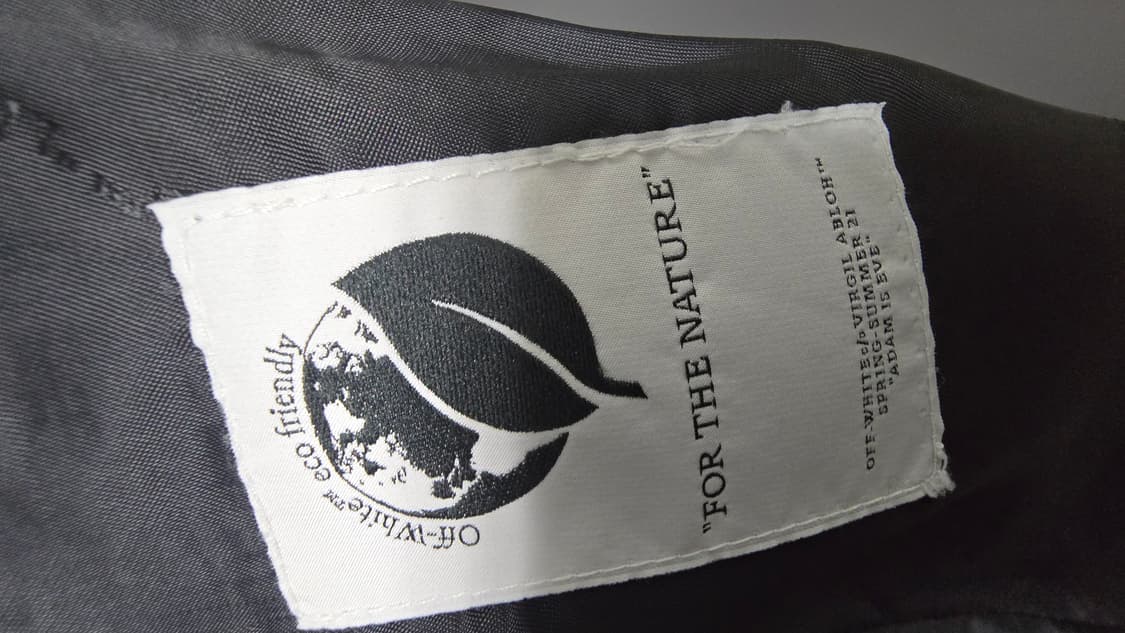 Off-White™ eco friendly
"FOR THE NATURE"
OFF-WHITE c/o VIRGIL ABLOH™
SPRING-SUMMER 21
"ADAM IS EVE"